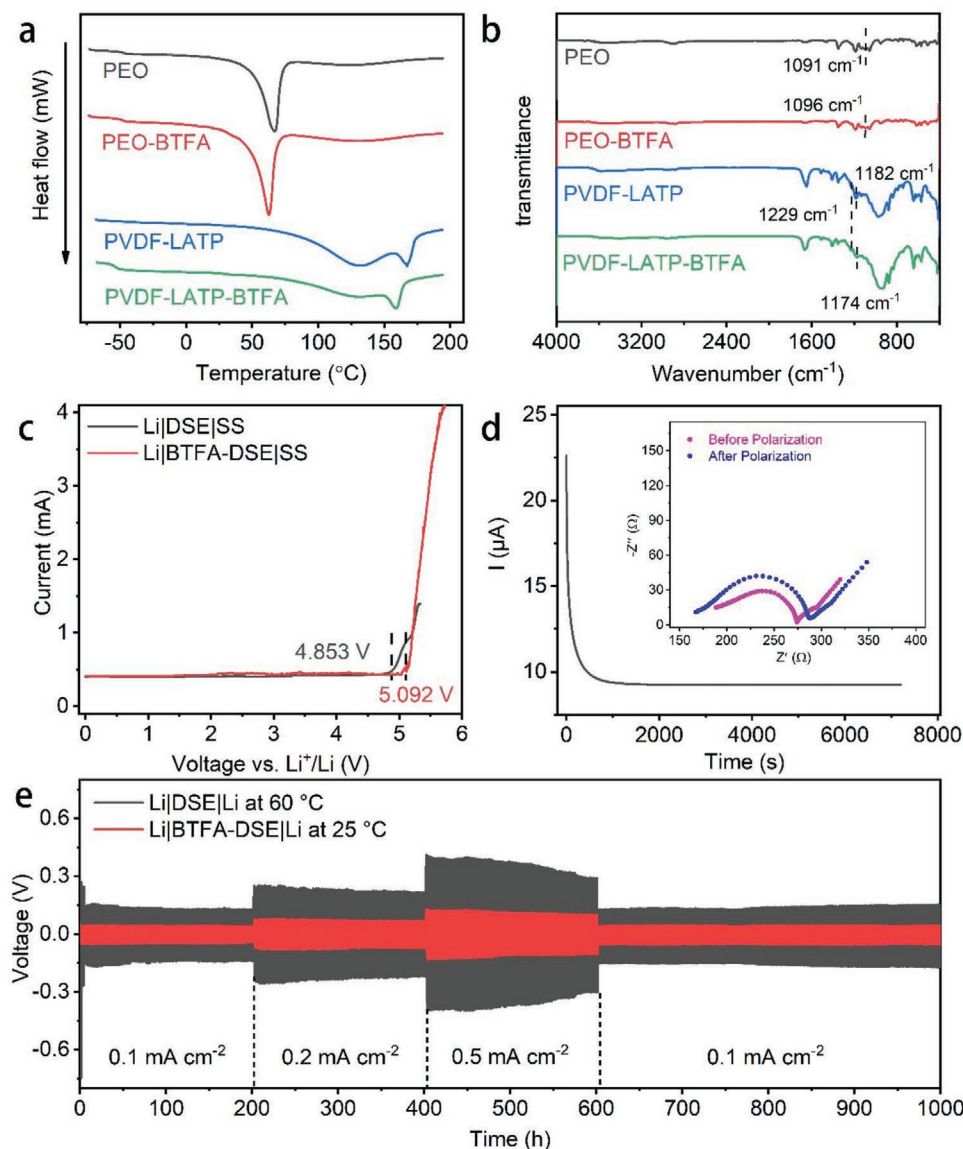 a
PEO
PEO-BTFA
PVDF-LATP
PVDF-LATP-BTFA
Heat flow (mW)
-50 0 50 100 150 200
Temperature (°C)
b
PEO
1091 cm⁻¹
1096 cm⁻¹
PEO-BTFA
PVDF-LATP
1182 cm⁻¹
1229 cm⁻¹
PVDF-LATP-BTFA
1174 cm⁻¹
transmittance
4000 3200 2400 1600 800
Wavenumber (cm⁻¹)
c
Li|DSE|SS
Li|BTFA-DSE|SS
4.853 V
5.092 V
Current (mA)
4
3
2
1
0
0 1 2 3 4 5 6
Voltage vs. Li⁺/Li (V)
d
I (µA)
25
20
15
10
0 2000 4000 6000 8000
Time (s)
Before Polarization
After Polarization
-Z'' (Ω)
150
120
90
60
30
0
150 200 250 300 350 400
Z' (Ω)
e
Li|DSE|Li at 60 °C
Li|BTFA-DSE|Li at 25 °C
Voltage (V)
0.6
0.3
0.0
-0.3
-0.6
0.1 mA cm⁻² 0.2 mA cm⁻² 0.5 mA cm⁻² 0.1 mA cm⁻²
0 100 200 300 400 500 600 700 800 900 1000
Time (h)